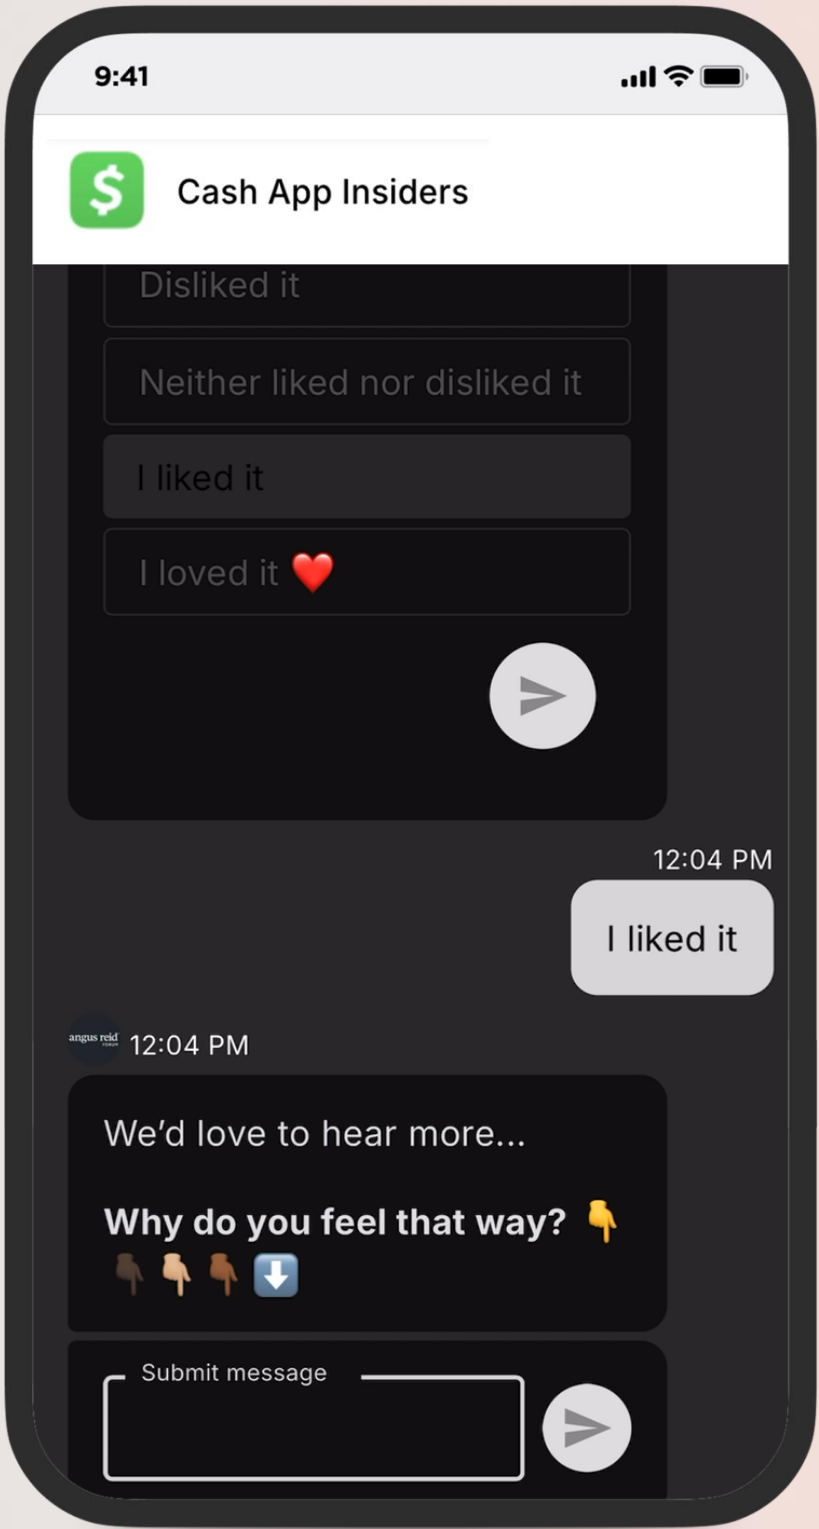 9:41
$
Cash App Insiders
Disliked it
Neither liked nor disliked it
I liked it
I loved it ❤️
12:04 PM
I liked it
angus reid
FORUM
12:04 PM
We’d love to hear more...
Why do you feel that way? 👇
👇🏿👇🏼👇🏾⬇️
Submit message